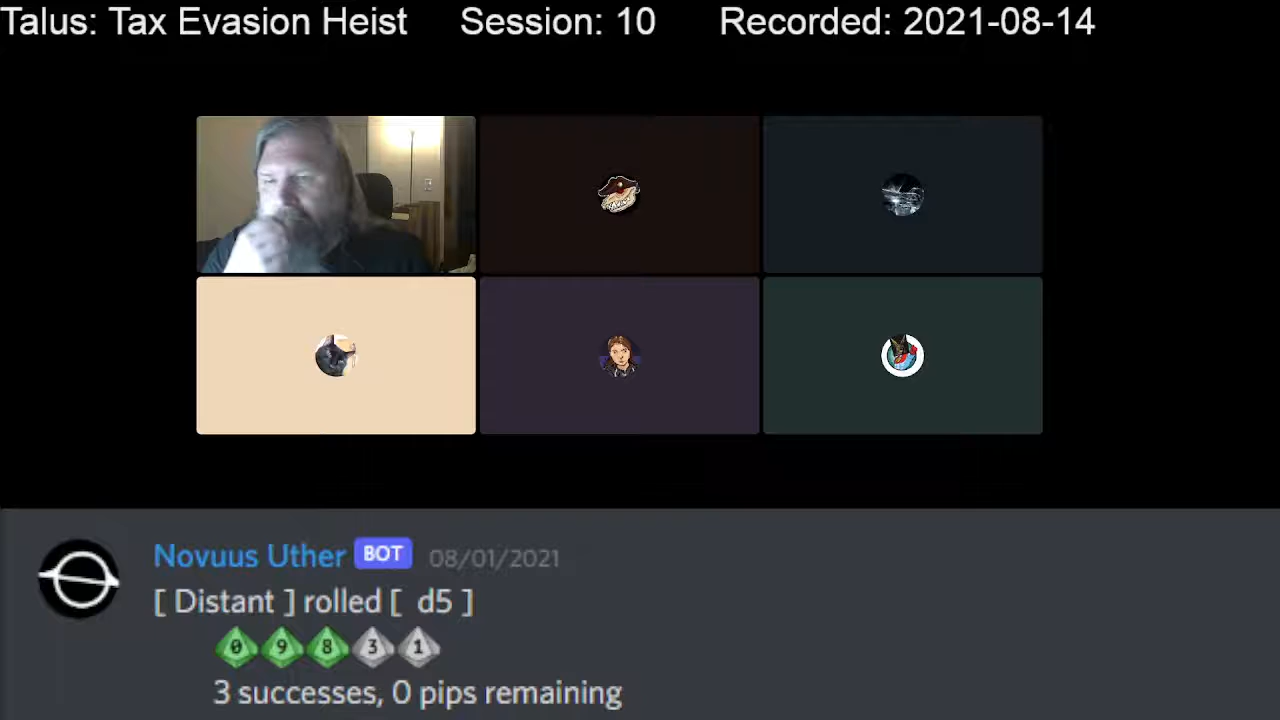 Talus: Tax Evasion Heist Session: 10 Recorded: 2021-08-14
Novuus Uther BOT 08/01/2021
[ Distant ] rolled [ d5 ]
0 9 8 3 1
3 successes, 0 pips remaining